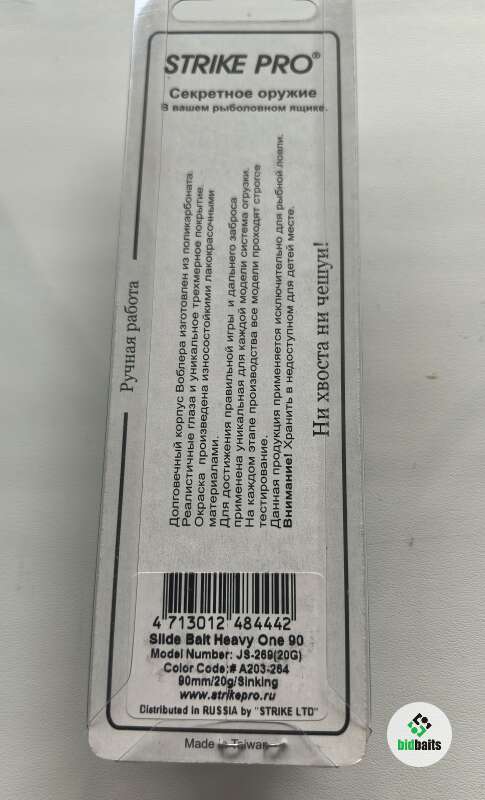 STRIKE PRO®
Секретное оружие
В вашем рыболовном ящике.
Ручная работа
Долговечный корпус Воблера изготовлен из поликарбоната.
Реалистичные глаза и уникальное трехмерное покрытие.
Окраска произведена износостойкими лакокрасочными
материалами.
Для достижения правильной игры и дальнего заброса
применена уникальная для каждой модели система огрузки.
На каждом этапе производства все модели проходят строгое
тестирование.
Данная продукция применяется исключительно для рыбной ловли.
Внимание! Хранить в недоступном для детей месте.
Ни хвоста ни чешуи!
4 713012 484442
Slide Bait Heavy One 90
Model Number: JS-269(20G)
Color Code:# A203-264
90mm/20g/Sinking
www.strikepro.ru
Distributed in RUSSIA by "STRIKE LTD"
Made in Taiwan
bidbaits